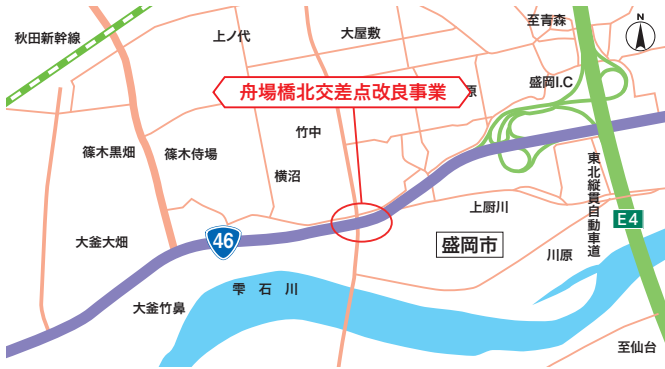 至青森
N
秋田新幹線
上ノ代
大屋敷
盛岡I.C
舟場橋北交差点改良事業
原
竹中
篠木黒畑
篠木侍場
横沼
東北縦貫自動車道
上厨川
E4
大釜大畑
46
盛岡市
川原
雫石川
大釜竹鼻
至仙台